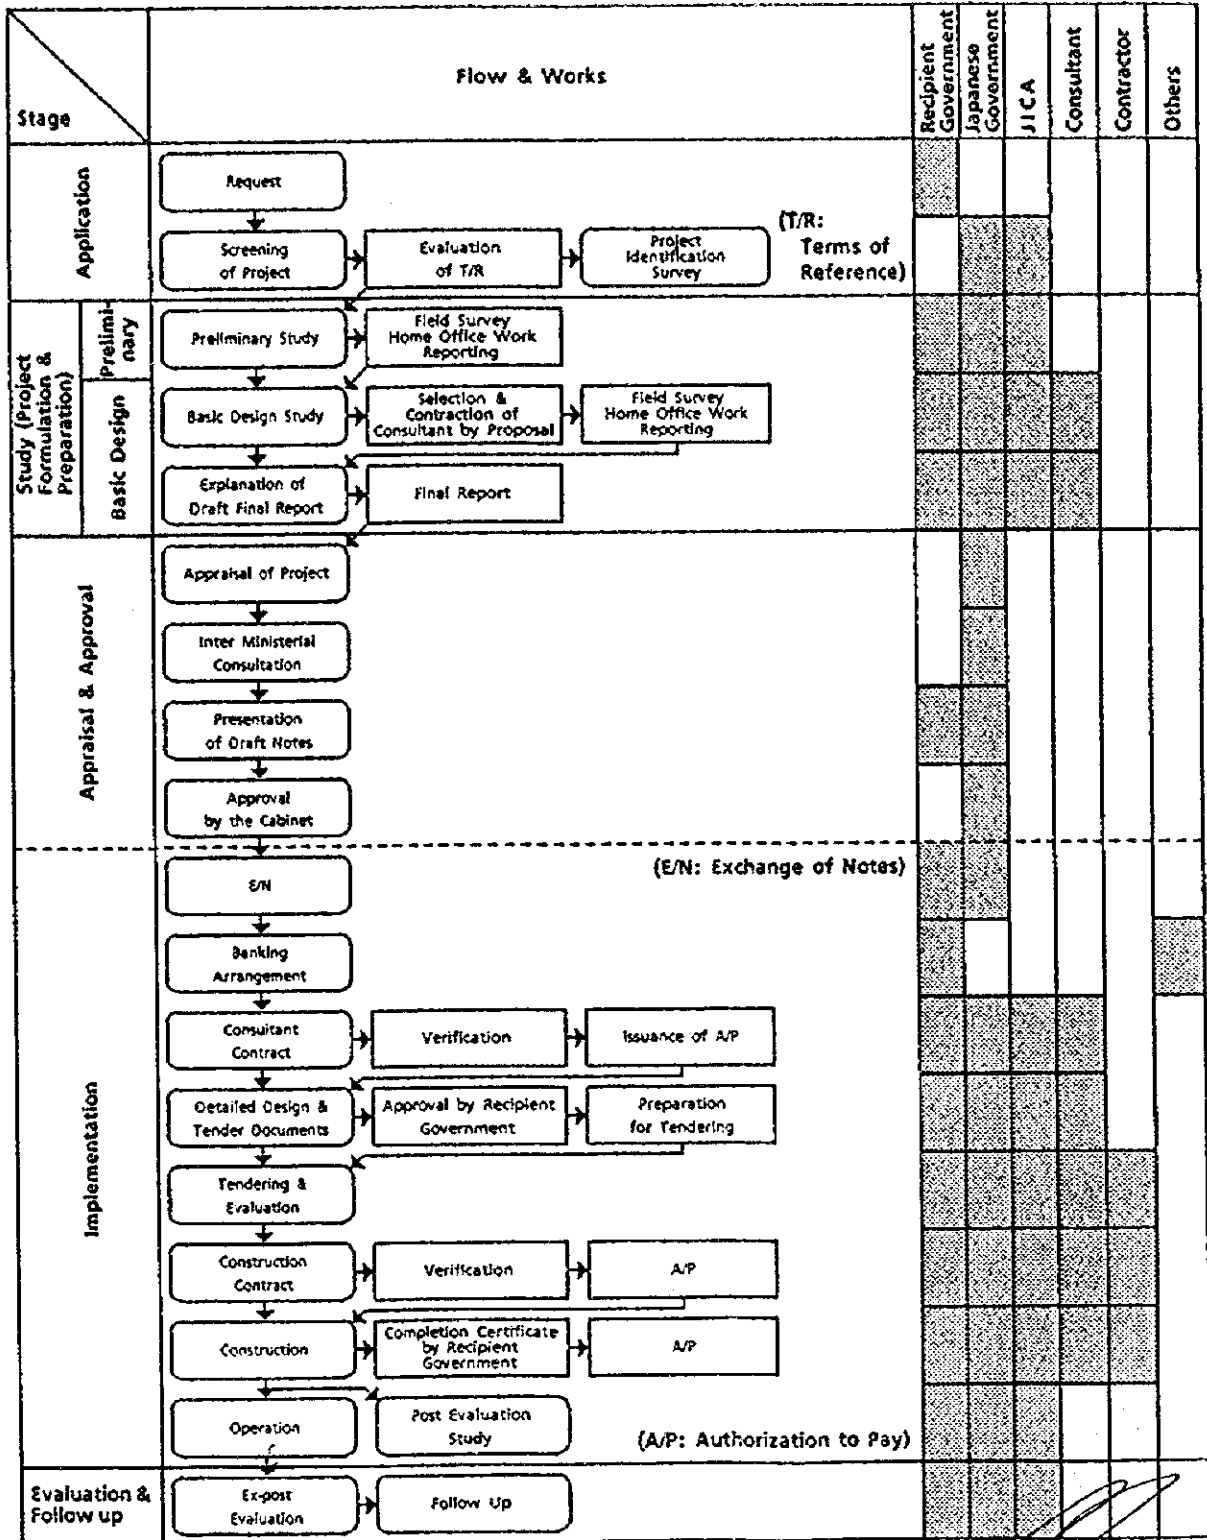 Stage
Flow & Works
Recipient
Government
Japanese
Government
JICA
Consultant
Contractor
Others
Application
Request
Screening
of Project
Evaluation
of T/R
Project
Identification
Survey
(T/R:
Terms of
Reference)
Study (Project
Formulation &
Preparation)
Prelimi-
nary
Preliminary Study
Field Survey
Home Office Work
Reporting
Basic Design
Basic Design Study
Selection &
Contraction of
Consultant by Proposal
Field Survey
Home Office Work
Reporting
Explanation of
Draft Final Report
Final Report
Appraisal & Approval
Appraisal of Project
Inter Ministerial
Consultation
Presentation
of Draft Notes
Approval
by the Cabinet
Implementation
E/N
(E/N: Exchange of Notes)
Banking
Arrangement
Consultant
Contract
Verification
Issuance of A/P
Detailed Design &
Tender Documents
Approval by Recipient
Government
Preparation
for Tendering
Tendering &
Evaluation
Construction
Contract
Verification
A/P
Construction
Completion Certificate
by Recipient
Government
A/P
Operation
Post Evaluation
Study
(A/P: Authorization to Pay)
Evaluation &
Follow up
Ex-post
Evaluation
Follow Up